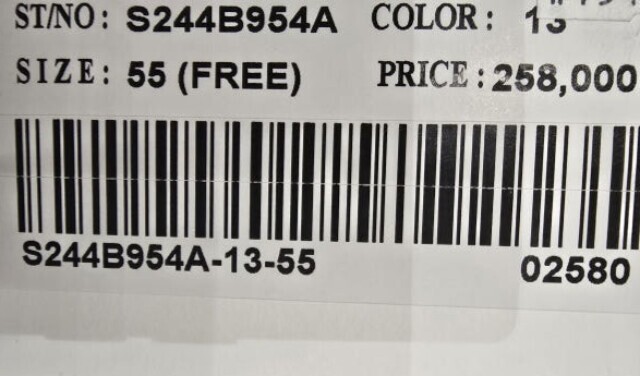 ST/NO: S244B954A COLOR: 13
SIZE: 55 (FREE) PRICE: 258,000
S244B954A-13-55 02580